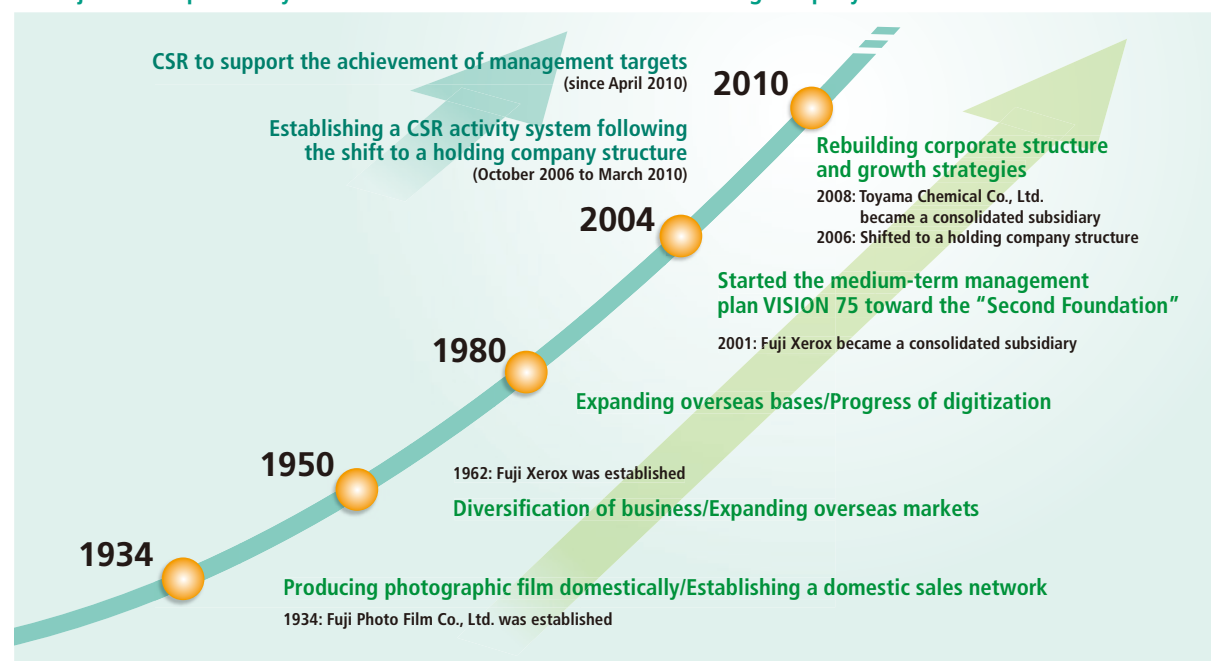 CSR to support the achievement of management targets
(since April 2010)
Establishing a CSR activity system following
the shift to a holding company structure
(October 2006 to March 2010)
2010
Rebuilding corporate structure
and growth strategies
2008: Toyama Chemical Co., Ltd.
became a consolidated subsidiary
2006: Shifted to a holding company structure
2004
Started the medium-term management
plan VISION 75 toward the “Second Foundation”
2001: Fuji Xerox became a consolidated subsidiary
1980
Expanding overseas bases/Progress of digitization
1950
1962: Fuji Xerox was established
Diversification of business/Expanding overseas markets
1934
Producing photographic film domestically/Establishing a domestic sales network
1934: Fuji Photo Film Co., Ltd. was established